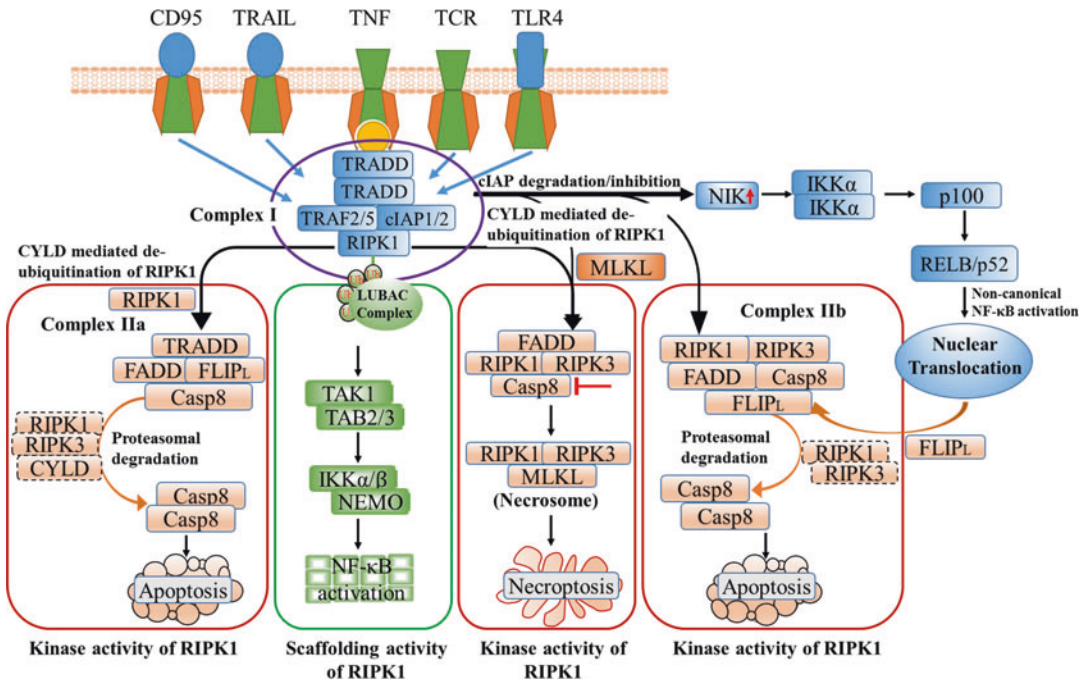 CD95
TRAIL
TNF
TCR
TLR4
TRADD
TRADD
Complex I
TRAF2/5
cIAP1/2
RIPK1
cIAP degradation/inhibition
NIK
IKKα
IKKα
p100
RELB/p52
Non-canonical
NF-κB activation
Nuclear
Translocation
FLIPL
CYLD mediated de-
ubiquitination of RIPK1
RIPK1
Complex IIa
TRADD
FADD
FLIPL
Casp8
RIPK1
RIPK3
CYLD
Proteasomal
degradation
Casp8
Casp8
Apoptosis
Kinase activity of RIPK1
Ub
Ub
LUBAC
Complex
TAK1
TAB2/3
IKKα/β
NEMO
NF-κB
activation
Scaffolding activity
of RIPK1
CYLD mediated de-
ubiquitination of RIPK1
MLKL
FADD
RIPK1
RIPK3
Casp8
RIPK1
RIPK3
MLKL
(Necrosome)
Necroptosis
Kinase activity of
RIPK1
Complex IIb
RIPK1
RIPK3
FADD
Casp8
FLIPL
Proteasomal
degradation
RIPK1
RIPK3
Casp8
Casp8
Apoptosis
Kinase activity of RIPK1